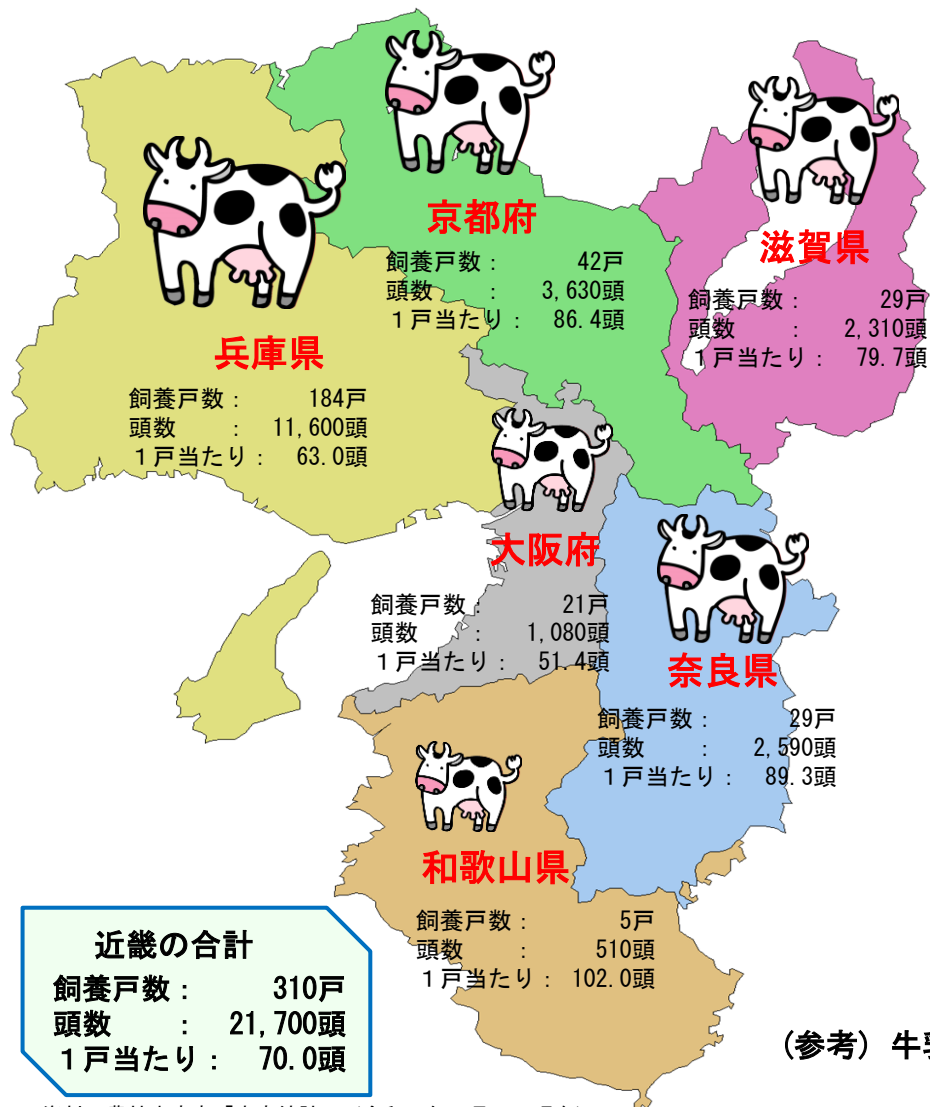 京都府
飼養戸数： 42戸
頭数 ： 3,630頭
１戸当たり： 86.4頭
滋賀県
飼養戸数： 29戸
頭数 ： 2,310頭
１戸当たり： 79.7頭
兵庫県
飼養戸数： 184戸
頭数 ： 11,600頭
１戸当たり： 63.0頭
大阪府
飼養戸数： 21戸
頭数 ： 1,080頭
１戸当たり： 51.4頭
奈良県
飼養戸数： 29戸
頭数 ： 2,590頭
１戸当たり： 89.3頭
和歌山県
飼養戸数： 5戸
頭数 ： 510頭
１戸当たり： 102.0頭
近畿の合計
飼養戸数： 310戸
頭数 ： 21,700頭
１戸当たり： 70.0頭
(参考) 牛